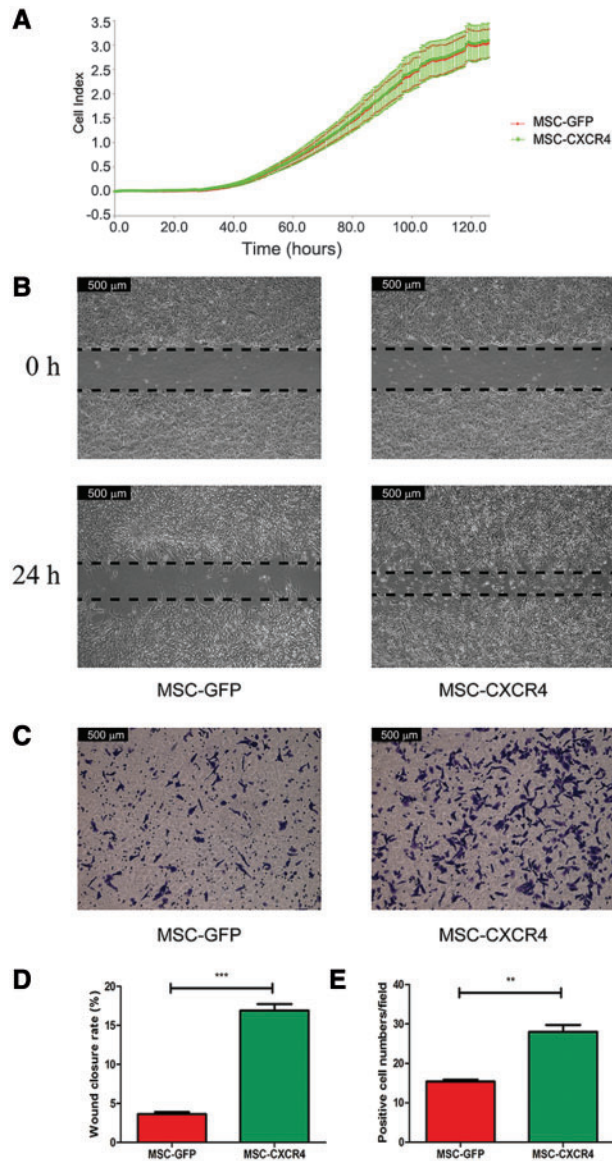 A
Cell Index
3.5
3.0
2.5
2.0
1.5
1.0
0.5
0.0
-0.5
0.0 20.0 40.0 60.0 80.0 100.0 120.0
Time (hours)
MSC-GFP
MSC-CXCR4
B
500 µm 500 µm
0 h
500 µm 500 µm
24 h
MSC-GFP MSC-CXCR4
C
500 µm 500 µm
MSC-GFP MSC-CXCR4
D
Wound closure rate (%)
20
15
10
5
0
***
MSC-GFP MSC-CXCR4
E
Positive cell numbers/field
40
30
20
10
0
**
MSC-GFP MSC-CXCR4